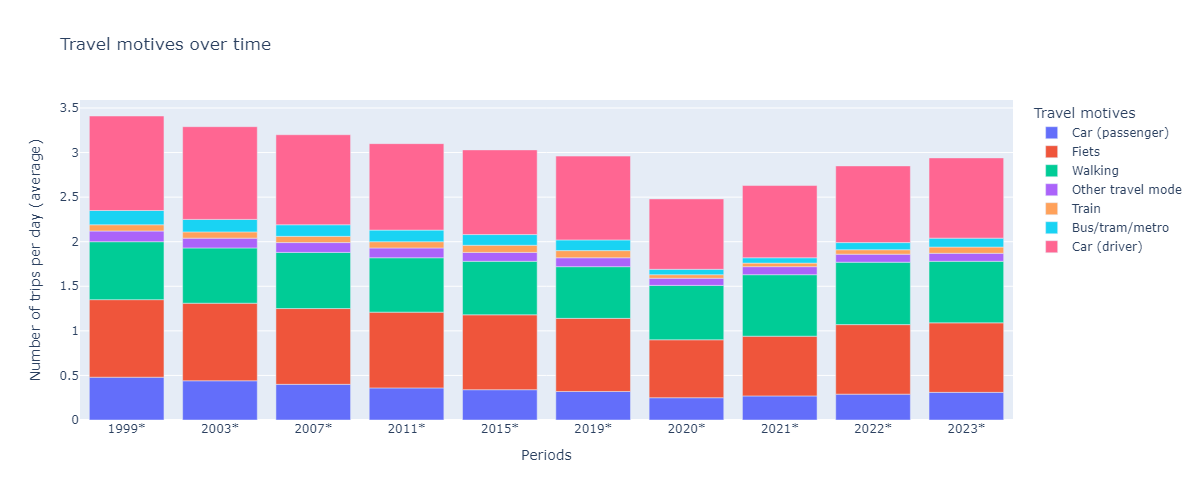 Travel motives over time
Number of trips per day (average)
3.5
3
2.5
2
1.5
1
0.5
0
1999* 2003* 2007* 2011* 2015* 2019* 2020* 2021* 2022* 2023*
Periods
Travel motives
Car (passenger)
Fiets
Walking
Other travel mode
Train
Bus/tram/metro
Car (driver)